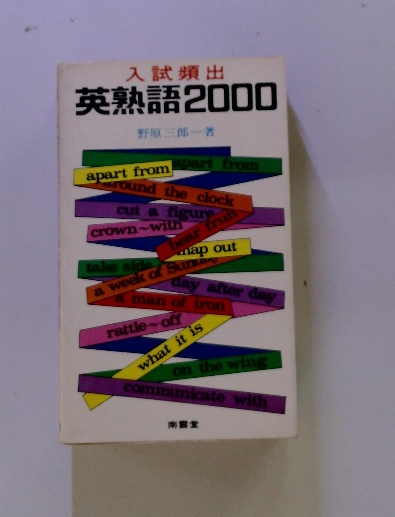 入試頻出
英熟語2000
野原三郎—著
apart from
apart from
around the clock
cut a figure
crown~with
bear fruit
map out
take side
a week of Sunday
day after day
a man of iron
rattle~off
what it is
on the wing
communicate with
南雲堂